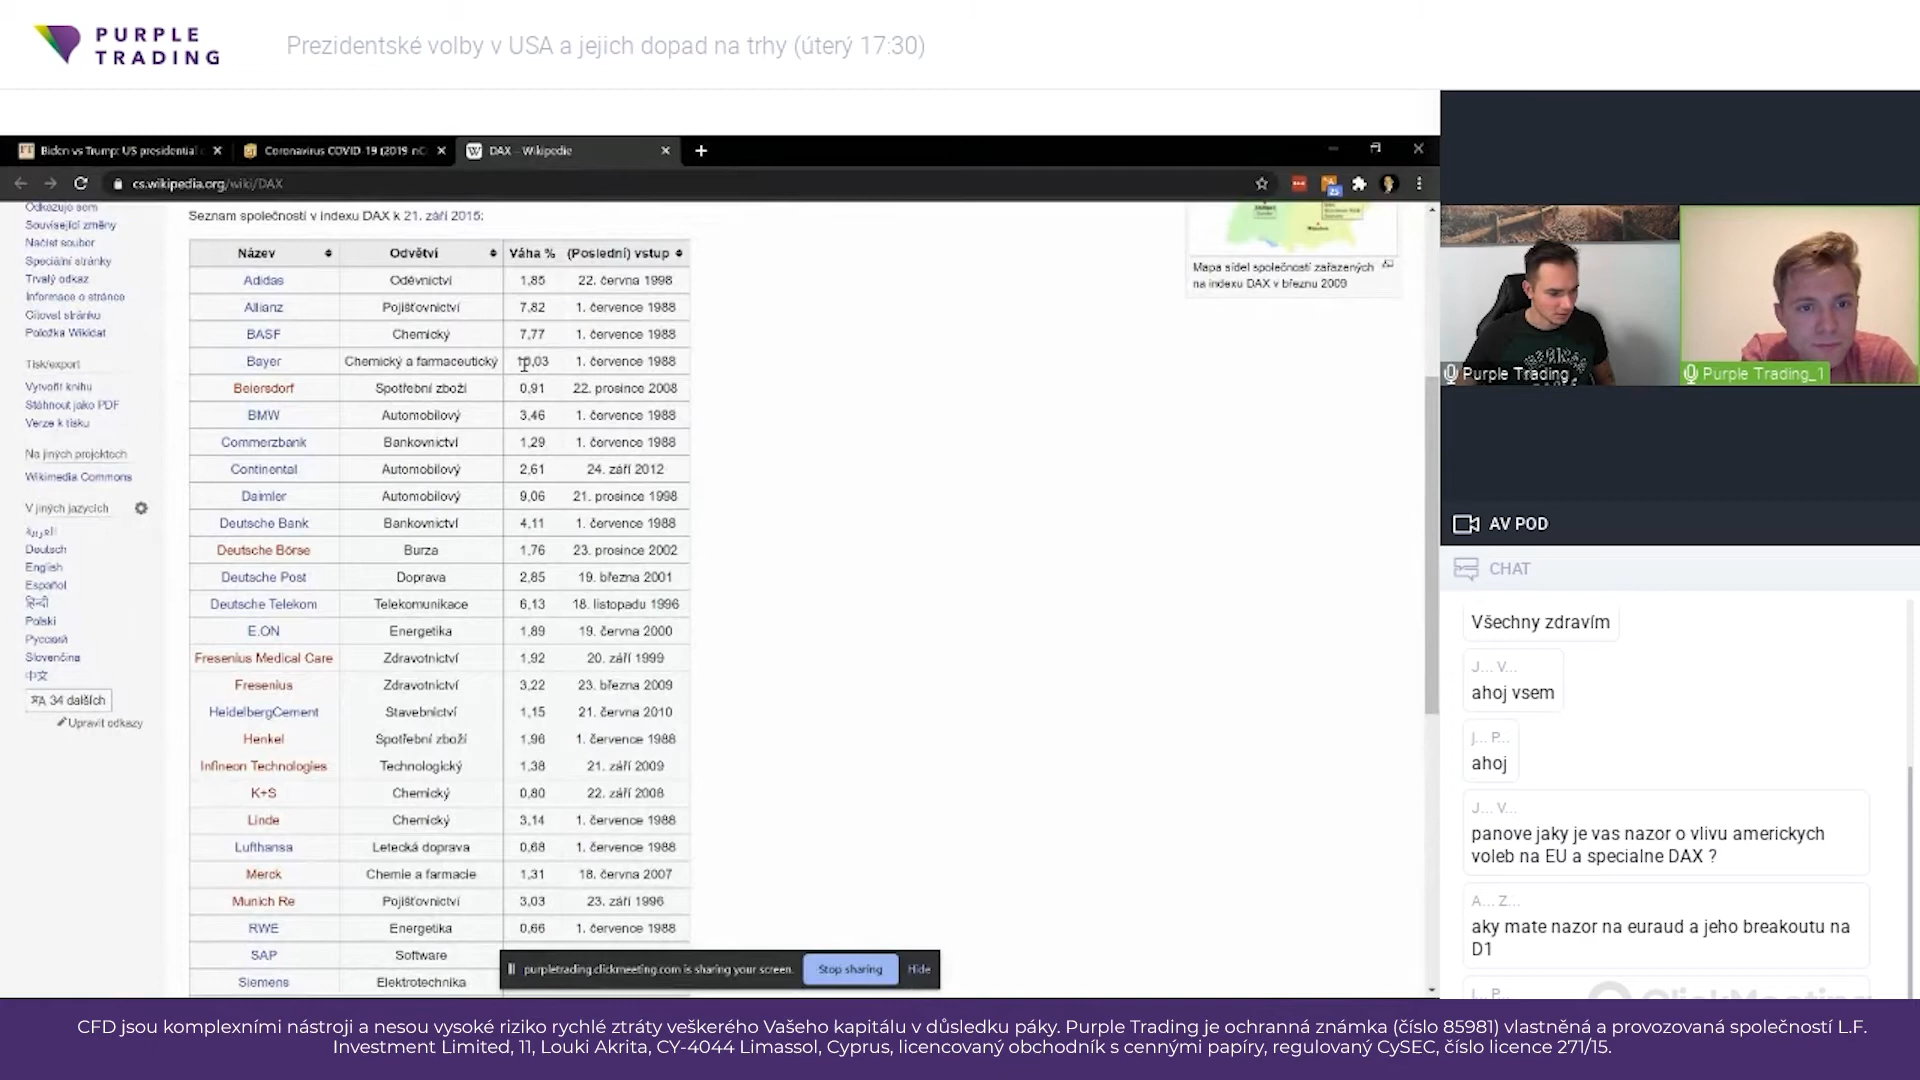 PURPLE
TRADING
Prezidentské volby v USA a jejich dopad na trhy (úterý 17:30)
Biden vs Trump: US presidential
Coronavirus COVID-19 (2019-nC
DAX – Wikipedie
cs.wikipedia.org/wiki/DAX
Odkazuje sem
Související změny
Načíst soubor
Speciální stránky
Trvalý odkaz
Informace o stránce
Citovat stránku
Položka Wikidat
Tisk/export
Vytvořit knihu
Stáhnout jako PDF
Verze k tisku
Na jiných projektech
Wikimedia Commons
V jiných jazycích
العربية
Deutsch
English
Español
हिन्दी
Polski
Русский
Slovenčina
中文
34 dalších
Upravit odkazy
Seznam společností v indexu DAX k 21. září 2015:
Název Odvětví Váha % (Poslední) vstup
Adidas Oděvnictví 1,85 22. června 1998
Allianz Pojišťovnictví 7,82 1. července 1988
BASF Chemický 7,77 1. července 1988
Bayer Chemický a farmaceutický 10,03 1. července 1988
Beiersdorf Spotřební zboží 0,91 22. prosince 2008
BMW Automobilový 3,46 1. července 1988
Commerzbank Bankovnictví 1,29 1. července 1988
Continental Automobilový 2,61 24. září 2012
Daimler Automobilový 9,06 21. prosince 1998
Deutsche Bank Bankovnictví 4,11 1. července 1988
Deutsche Börse Burza 1,76 23. prosince 2002
Deutsche Post Doprava 2,85 19. března 2001
Deutsche Telekom Telekomunikace 6,13 18. listopadu 1996
E.ON Energetika 1,89 19. června 2000
Fresenius Medical Care Zdravotnictví 1,92 20. září 1999
Fresenius Zdravotnictví 3,22 23. března 2009
HeidelbergCement Stavebnictví 1,15 21. června 2010
Henkel Spotřební zboží 1,96 1. července 1988
Infineon Technologies Technologický 1,38 21. září 2009
K+S Chemický 0,80 22. září 2008
Linde Chemický 3,14 1. července 1988
Lufthansa Letecká doprava 0,68 1. července 1988
Merck Chemie a farmacie 1,31 18. června 2007
Munich Re Pojišťovnictví 3,03 23. září 1996
RWE Energetika 0,66 1. července 1988
SAP Software
Siemens Elektrotechnika
Mapa sídel společností zařazených
na indexu DAX v březnu 2009
purpletrading.clickmeeting.com is sharing your screen.
Stop sharing
Hide
Purple Trading
Purple Trading_1
AV POD
CHAT
Všechny zdravím
J... V...
ahoj vsem
J... P...
ahoj
J... V...
panove jaky je vas nazor o vlivu americkych
voleb na EU a specialne DAX ?
A... Z...
aky mate nazor na euraud a jeho breakoutu na
D1
ClickMeeting
CFD jsou komplexními nástroji a nesou vysoké riziko rychlé ztráty veškerého Vašeho kapitálu v důsledku páky. Purple Trading je ochranná známka (číslo 85981) vlastněná a provozovaná společností L.F.
Investment Limited, 11, Louki Akrita, CY-4044 Limassol, Cyprus, licencovaný obchodník s cennými papíry, regulovaný CySEC, číslo licence 271/15.